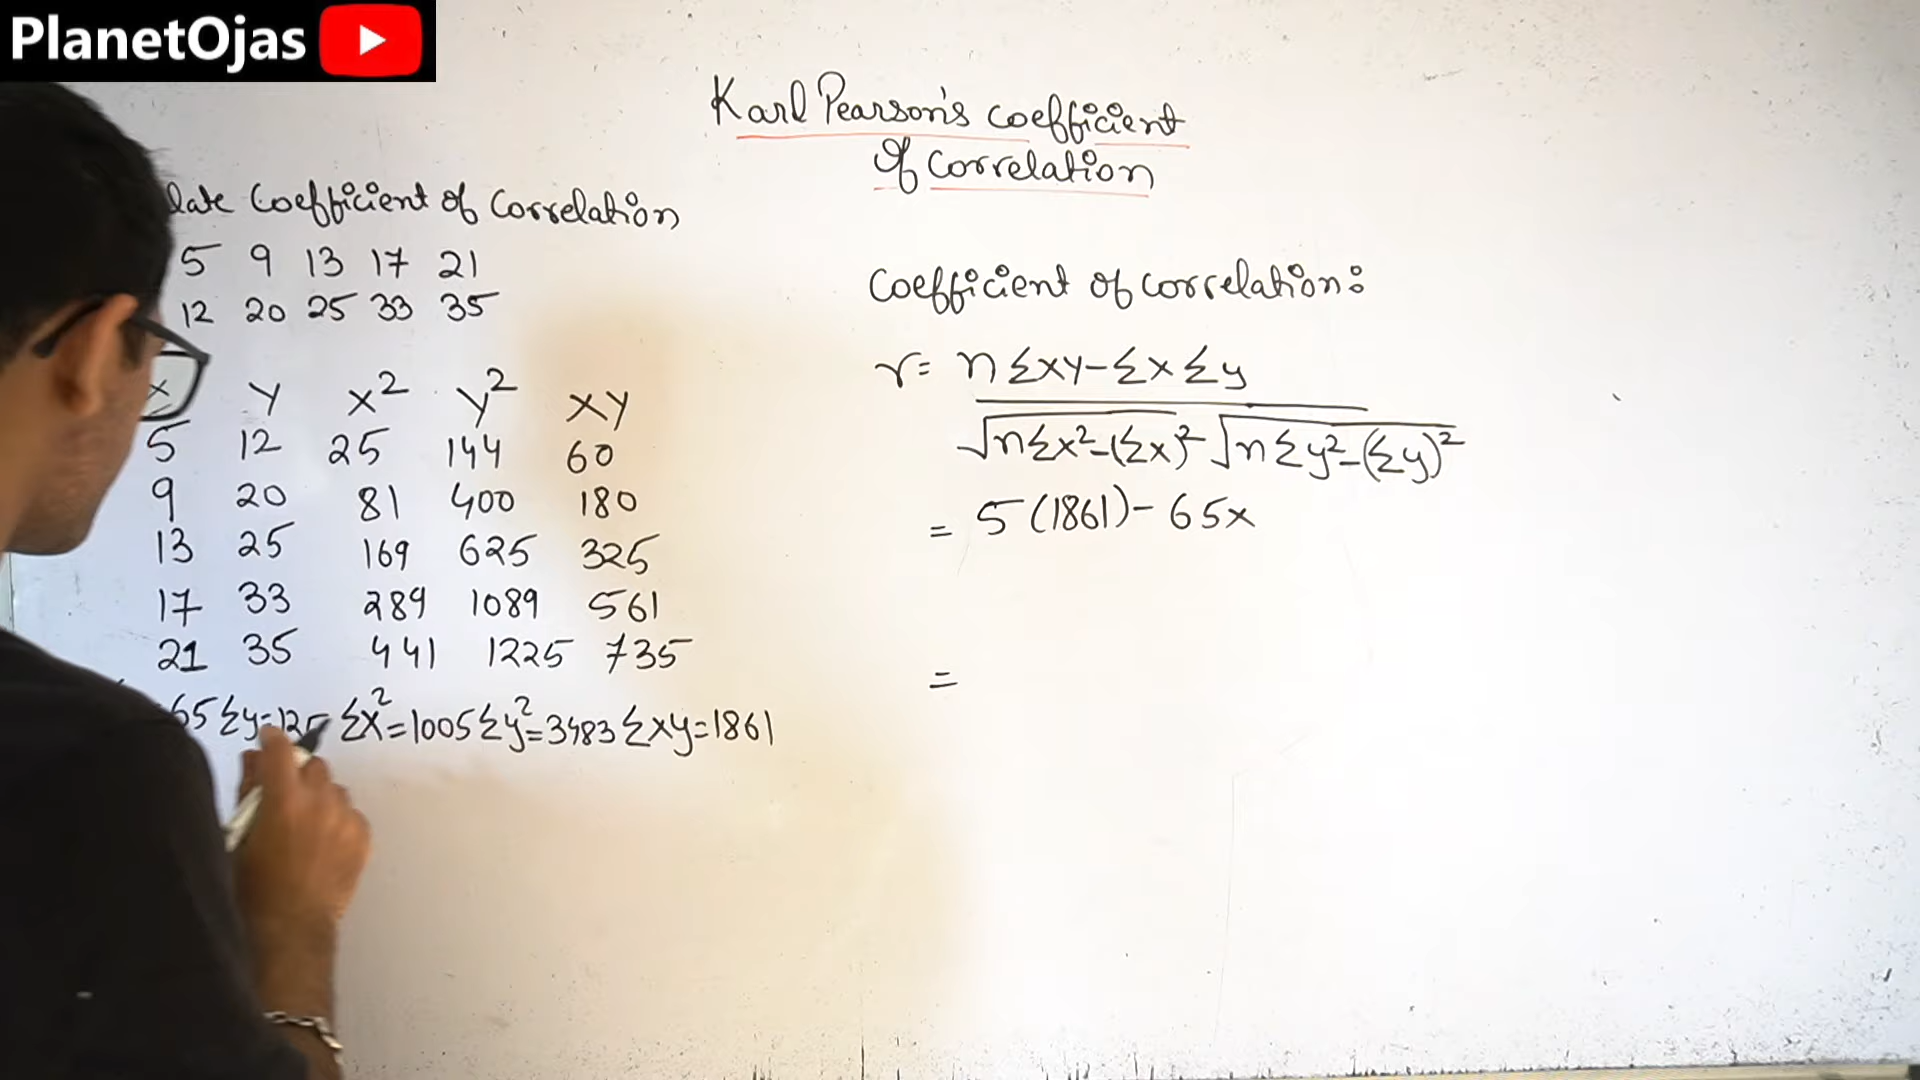 PlanetOjas
Karl Pearson's coefficient
of correlation
late Coefficient of Correlation
5 9 13 17 21
12 20 25 33 35
x y x² y² xy
5 12 25 144 60
9 20 81 400 180
13 25 169 625 325
17 33 289 1089 561
21 35 441 1225 735
65 Σy=125 Σx²=1005 Σy²=3483 Σxy=1861
Coefficient of correlation:
r= nΣxy-Σx Σy
√nΣx²-(Σx)² √nΣy²-(Σy)²
= 5(1861)- 65x
=